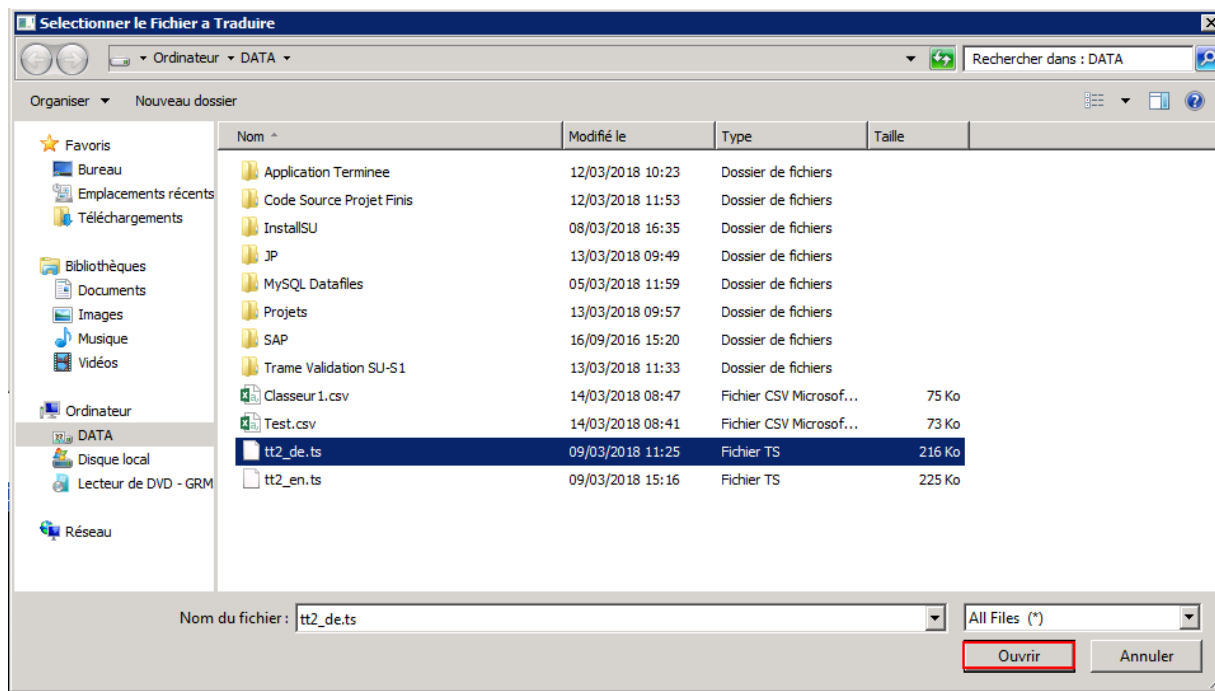 Selectionner le Fichier a Traduire
Ordinateur DATA Rechercher dans : DATA
Organiser Nouveau dossier
Nom Modifié le Type Taille
Favoris
Bureau
Emplacements récents
Téléchargements
Bibliothèques
Documents
Images
Musique
Vidéos
Ordinateur
DATA
Disque local
Lecteur de DVD - GRM
Réseau
Application Terminee 12/03/2018 10:23 Dossier de fichiers
Code Source Projet Finis 12/03/2018 11:53 Dossier de fichiers
InstallSU 08/03/2018 16:35 Dossier de fichiers
JP 13/03/2018 09:49 Dossier de fichiers
MySQL Datafiles 05/03/2018 11:59 Dossier de fichiers
Projets 13/03/2018 09:57 Dossier de fichiers
SAP 16/09/2016 15:20 Dossier de fichiers
Trame Validation SU-S1 13/03/2018 11:33 Dossier de fichiers
Classeur1.csv 14/03/2018 08:47 Fichier CSV Microsof... 75 Ko
Test.csv 14/03/2018 08:41 Fichier CSV Microsof... 73 Ko
tt2_de.ts 09/03/2018 11:25 Fichier TS 216 Ko
tt2_en.ts 09/03/2018 15:16 Fichier TS 225 Ko
Nom du fichier : tt2_de.ts All Files (*)
Ouvrir Annuler